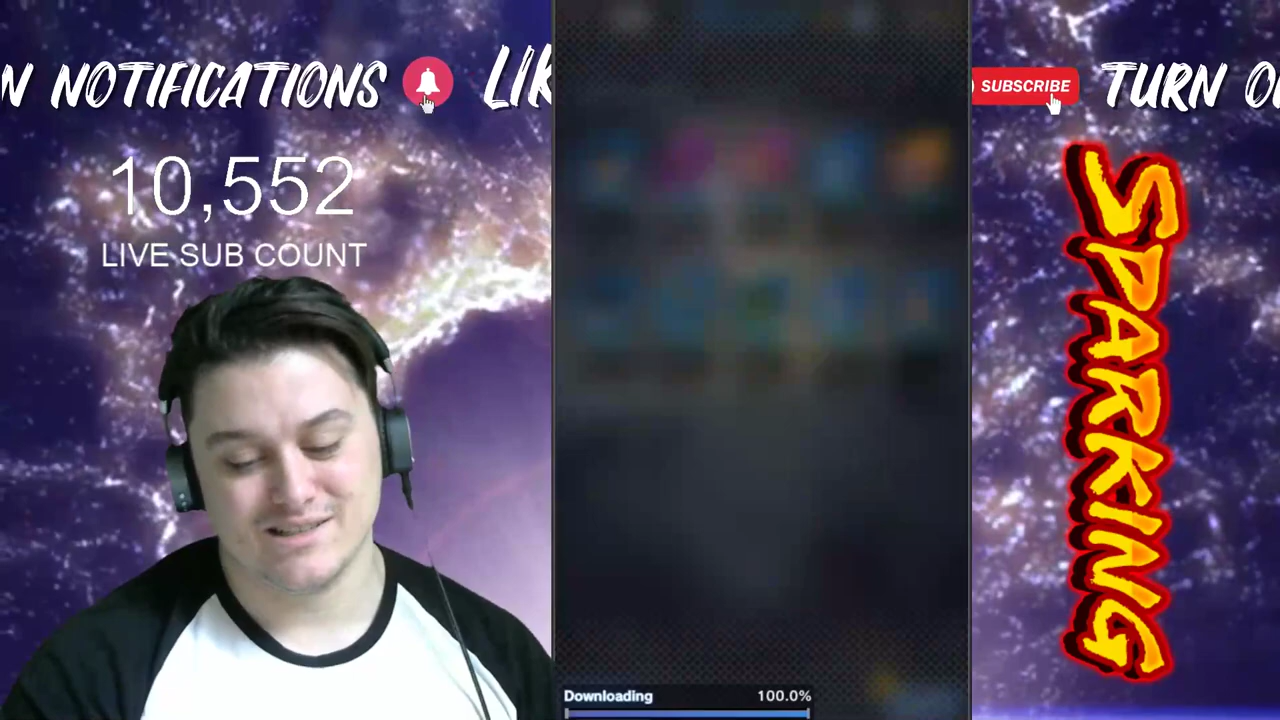 N NOTIFICATIONS LIK
10,552
LIVE SUB COUNT
Downloading 100.0%
SUBSCRIBE TURN O
SPARKING